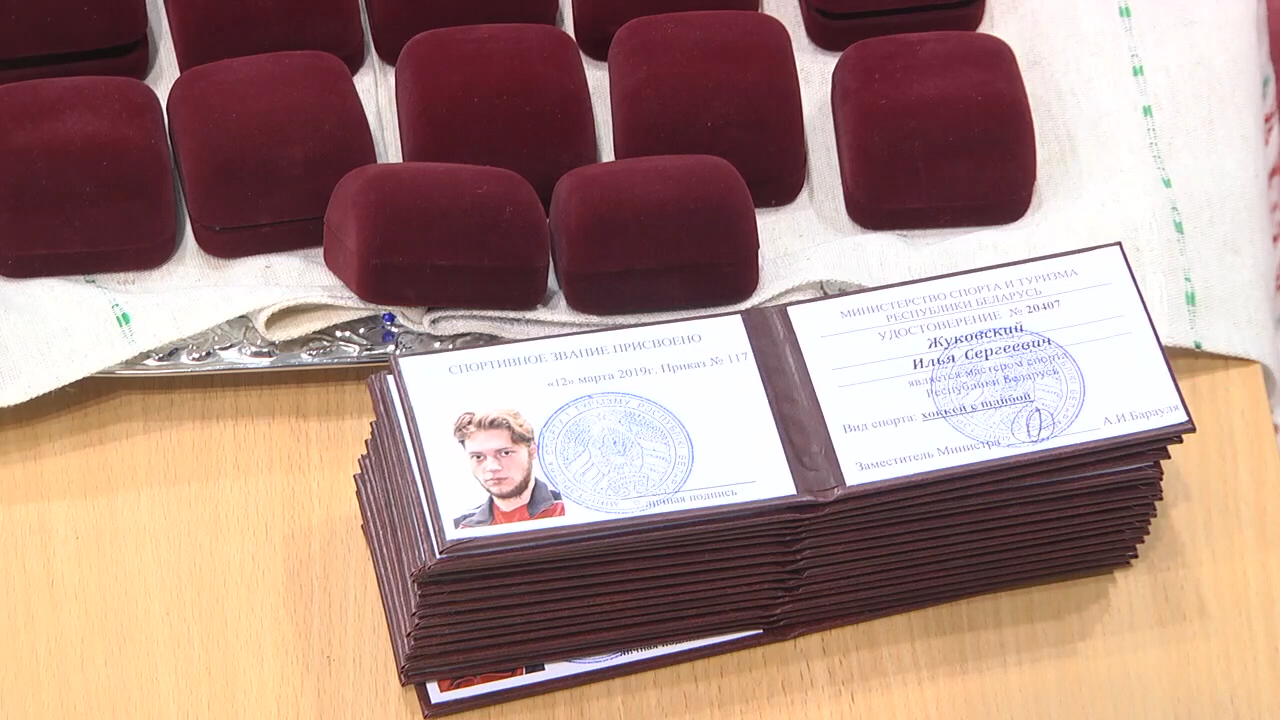 СПОРТИВНОЕ ЗВАНИЕ ПРИСВОЕНО
«12» марта 2019г. Приказ № 117
личная подпись
МИНИСТЕРСТВО СПОРТА И ТУРИЗМА
РЕСПУБЛИКИ БЕЛАРУСЬ
УДОСТОВЕРЕНИЕ № 20407
Жуковский
Илья Сергеевич
является мастером спорта
Республики Беларусь
Вид спорта: хоккей с шайбой
Заместитель Министра А.И.Барауля